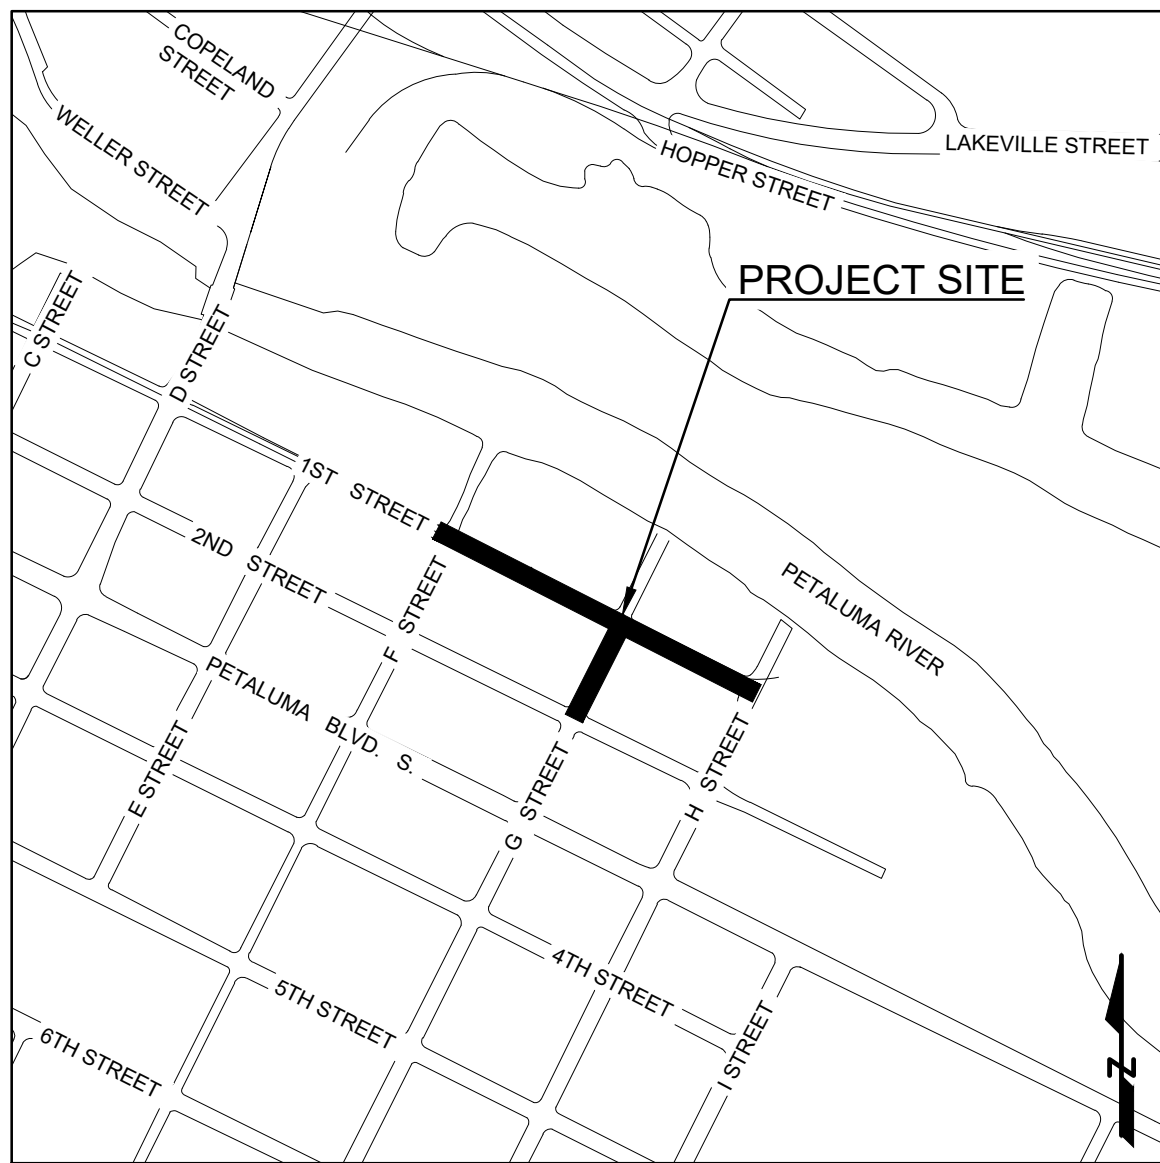 COPELAND
STREET
WELLER STREET
LAKEVILLE STREET
HOPPER STREET
PROJECT SITE
C STREET
D STREET
1ST STREET
2ND STREET
F STREET
PETALUMA RIVER
PETALUMA BLVD. S.
E STREET
G STREET
H STREET
4TH STREET
5TH STREET
I STREET
6TH STREET
N